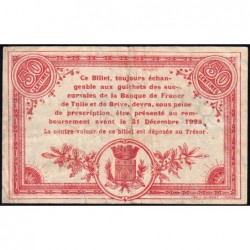 50
CENTIMES
50
CENTIMES
Ce Billet, toujours échan-
geable aux guichets des suc-
cursales de la Banque de France
de Tulle et de Brive, devra, sous peine
de prescription, être présenté au rem-
boursement avant le 31 Décembre
La contre-valeur de ce billet est déposée au Trésor.